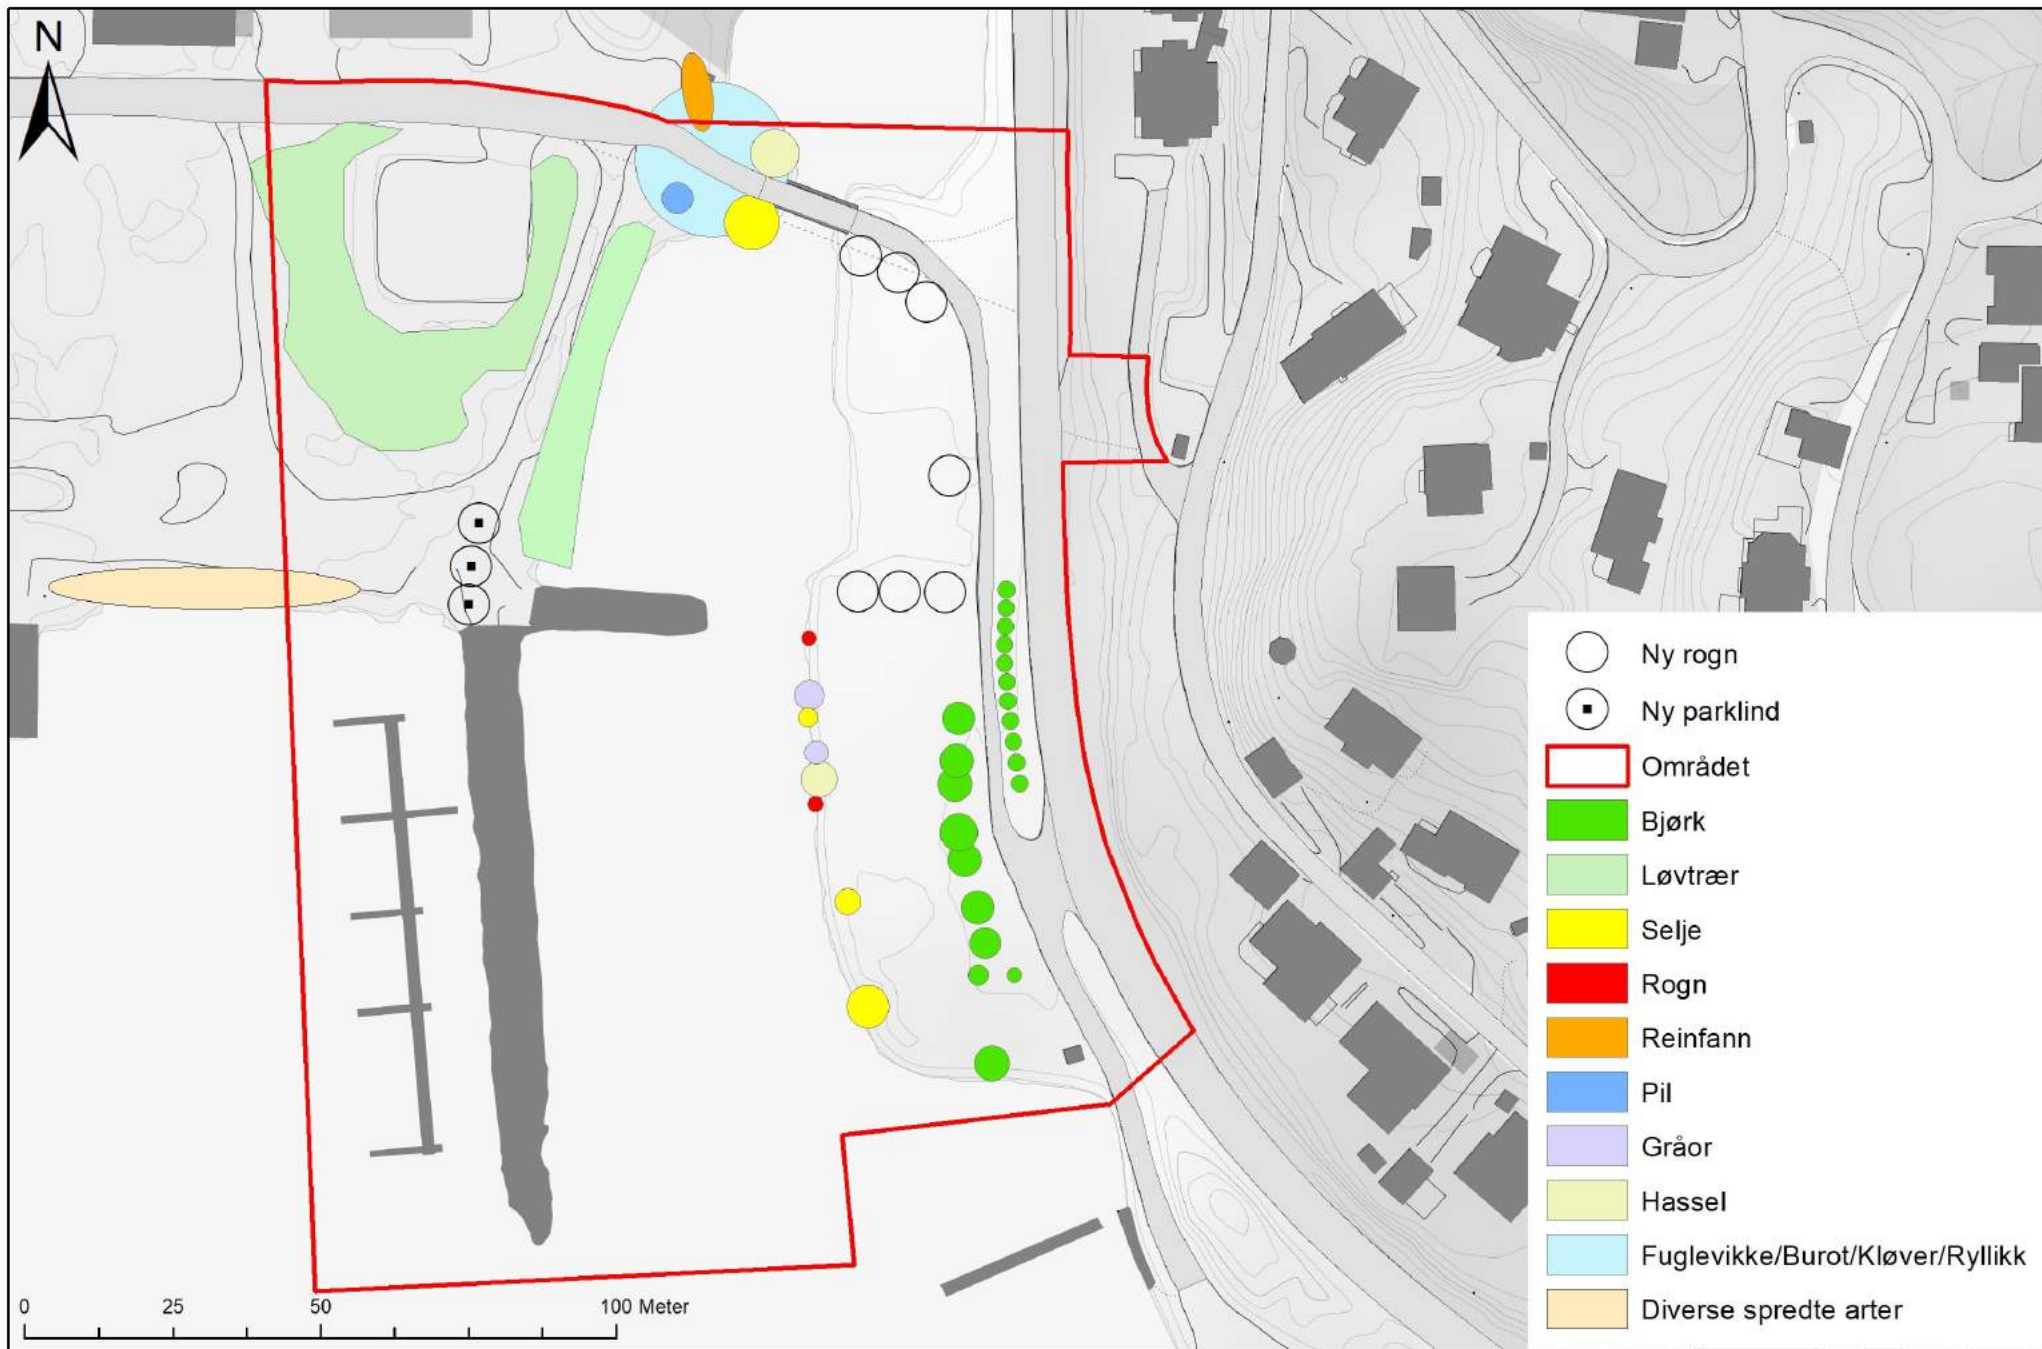 N
Ny rogn
Ny parklind
Området
Bjørk
Løvtrær
Selje
Rogn
Reinfann
Pil
Gråor
Hassel
Fuglevikke/Burot/Kløver/Ryllikk
Diverse spredte arter
0 25 50 100 Meter